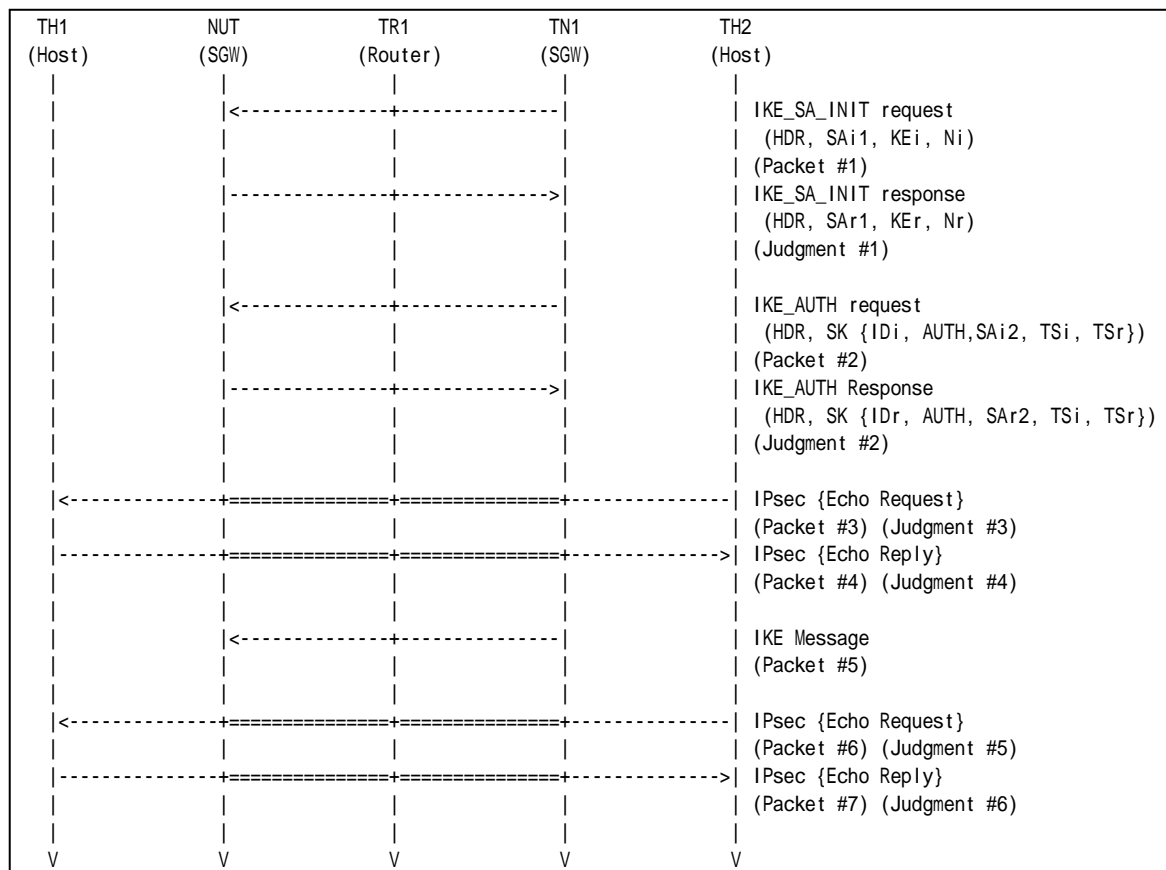 TH1 NUT TR1 TN1 TH2
(Host) (SGW) (Router) (SGW) (Host)
| | | | |
|<---------------+---------------| | IKE_SA_INIT request
| | | | | (HDR, SAi1, KEi, Ni)
| | | | | (Packet #1)
|---------------+-------------->| | IKE_SA_INIT response
| | | | | (HDR, SAr1, KEr, Nr)
| | | | | (Judgment #1)
| | | | |
|<--------------+---------------| | IKE_AUTH request
| | | | | (HDR, SK {IDi, AUTH,SAi2, TSi, TSr})
| | | | | (Packet #2)
|---------------+-------------->| | IKE_AUTH Response
| | | | | (HDR, SK {IDr, AUTH, SAr2, TSi, TSr})
| | | | | (Judgment #2)
| | | | |
|<--------------+===============+===============+---------------| IPsec {Echo Request}
| | | | | (Packet #3) (Judgment #3)
|---------------+===============+===============+-------------->| IPsec {Echo Reply}
| | | | | (Packet #4) (Judgment #4)
| | | | |
|<--------------+---------------| | IKE Message
| | | | | (Packet #5)
| | | | |
|<--------------+===============+===============+---------------| IPsec {Echo Request}
| | | | | (Packet #6) (Judgment #5)
|---------------+===============+===============+-------------->| IPsec {Echo Reply}
| | | | | (Packet #7) (Judgment #6)
| | | | |
V V V V V